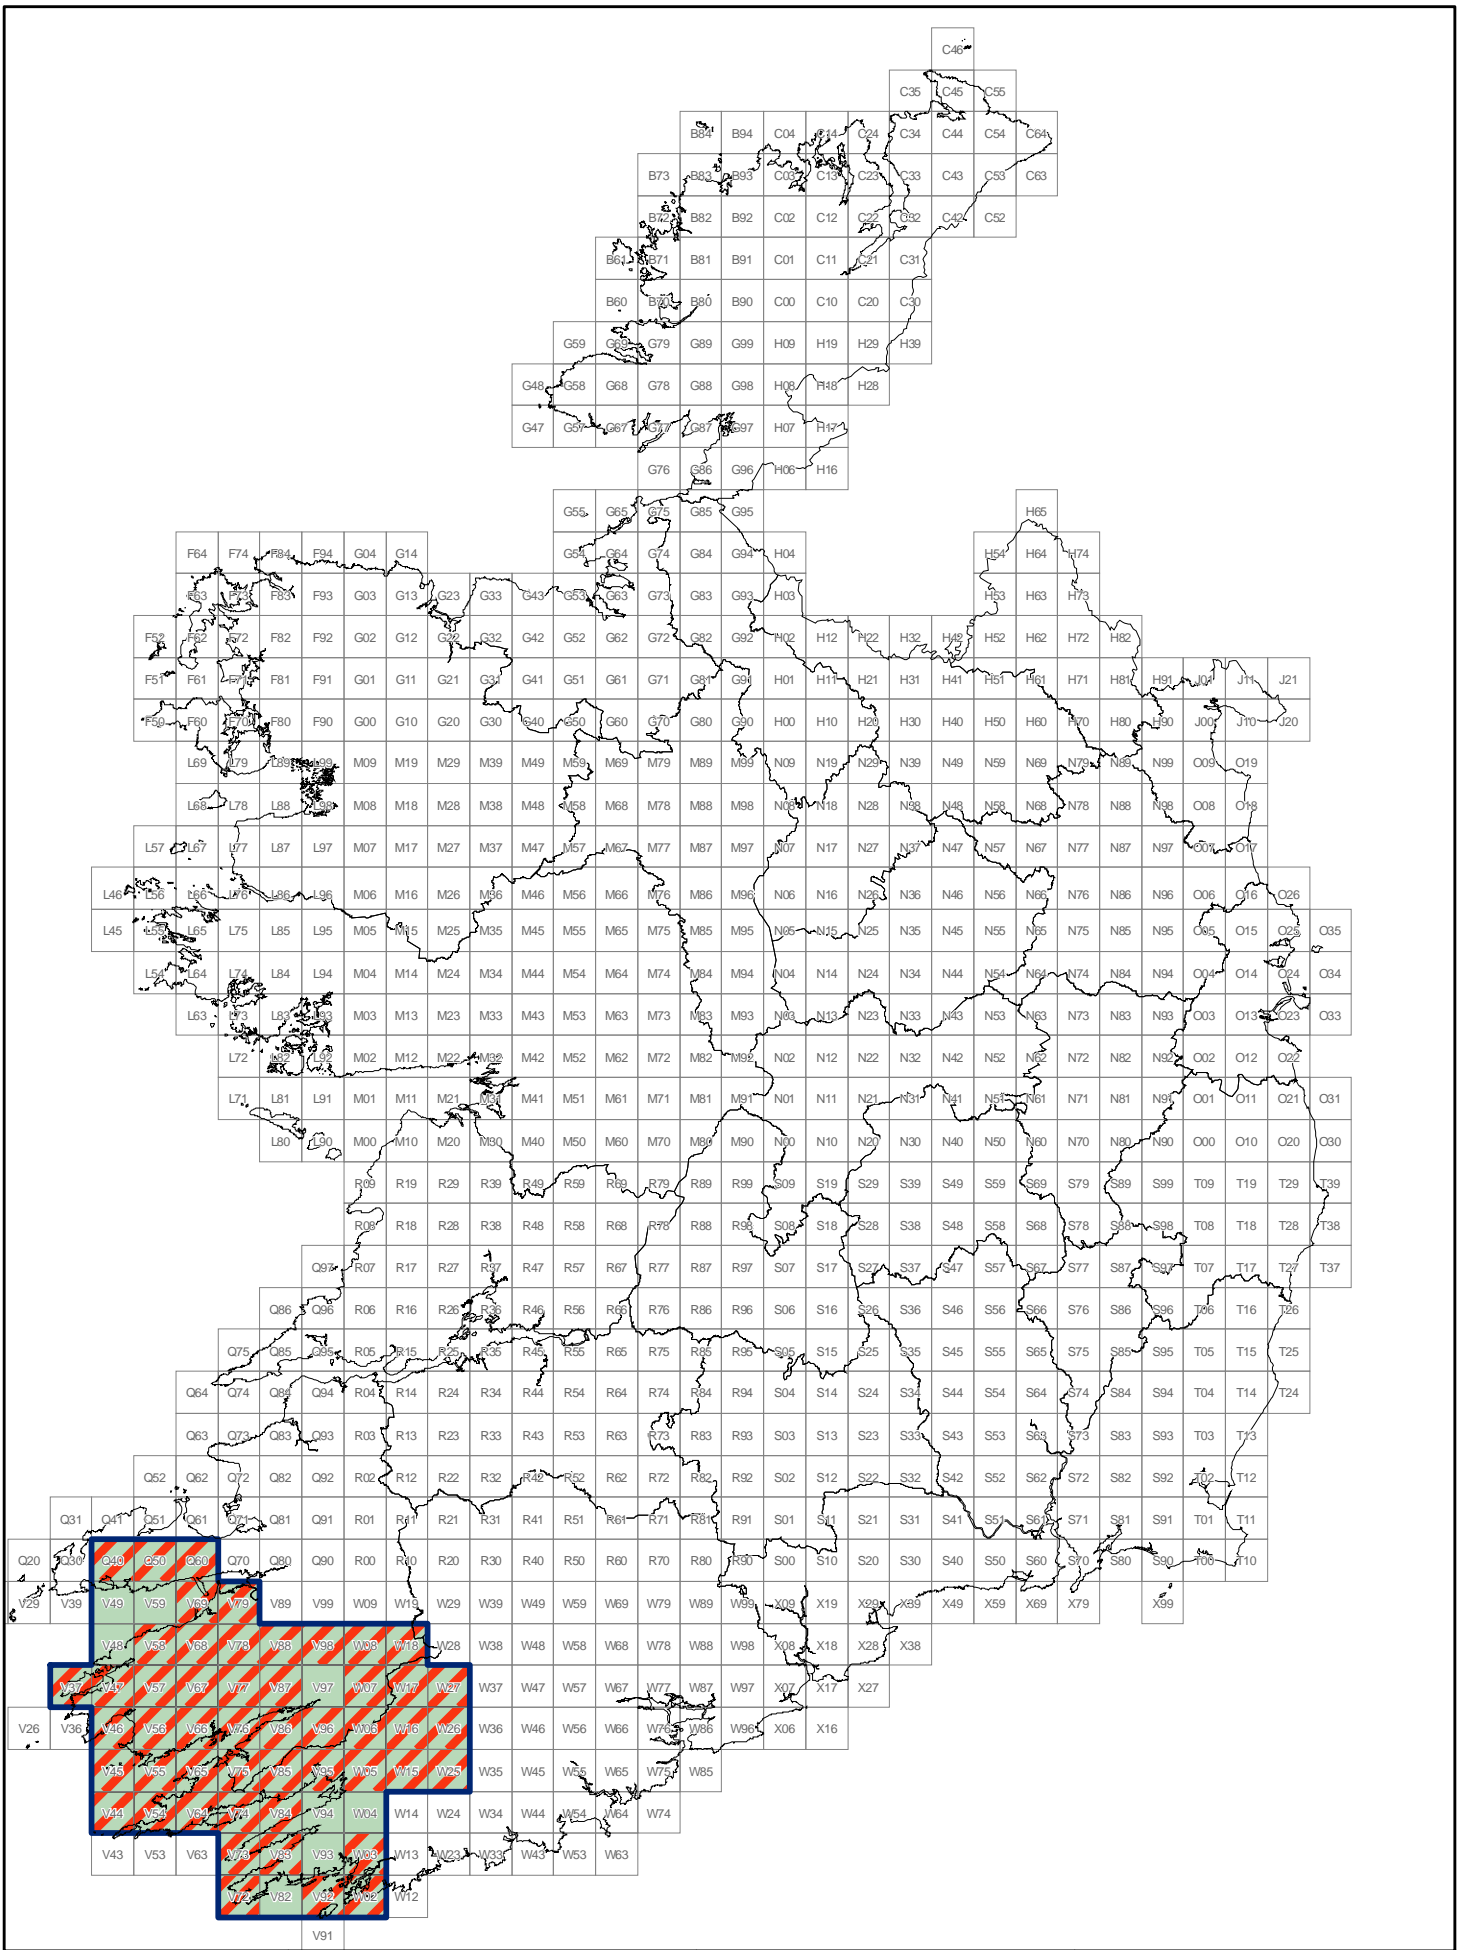 C46
C35 C45 C55
B84 B94 C04 C14 C24 C34 C44 C54 C64
B73 B83 B93 C03 C13 C23 C33 C43 C53 C63
B72 B82 B92 C02 C12 C22 C32 C42 C52
B61 B71 B81 B91 C01 C11 C21 C31
B60 B70 B80 B90 C00 C10 C20 C30
G59 G69 G79 G89 G99 H09 H19 H29 H39
G48 G58 G68 G78 G88 G98 H08 H18 H28
G47 G57 G67 G77 G87 G97 H07 H17
G76 G86 G96 H06 H16
G55 G65 G75 G85 G95 H65
F64 F74 F84 F94 G04 G14 G54 G64 G74 G84 G94 H04 H54 H64 H74
F63 F73 F83 F93 G03 G13 G23 G33 G43 G53 G63 G73 G83 G93 H03 H53 H63 H73
F52 F62 F72 F82 F92 G02 G12 G22 G32 G42 G52 G62 G72 G82 G92 H02 H12 H22 H32 H42 H52 H62 H72 H82
F51 F61 F71 F81 F91 G01 G11 G21 G31 G41 G51 G61 G71 G81 G91 H01 H11 H21 H31 H41 H51 H61 H71 H81 H91 J01 J11 J21
F50 F60 F70 F80 F90 G00 G10 G20 G30 G40 G50 G60 G70 G80 G90 H00 H10 H20 H30 H40 H50 H60 H70 H80 H90 J00 J10 J20
L69 L79 L89 L99 M09 M19 M29 M39 M49 M59 M69 M79 M89 M99 N09 N19 N29 N39 N49 N59 N69 N79 N89 N99 O09 O19
L68 L78 L88 L98 M08 M18 M28 M38 M48 M58 M68 M78 M88 M98 N08 N18 N28 N38 N48 N58 N68 N78 N88 N98 O08 O18
L57 L67 L77 L87 L97 M07 M17 M27 M37 M47 M57 M67 M77 M87 M97 N07 N17 N27 N37 N47 N57 N67 N77 N87 N97 O07 O17
L46 L56 L66 L76 L86 L96 M06 M16 M26 M36 M46 M56 M66 M76 M86 M96 N06 N16 N26 N36 N46 N56 N66 N76 N86 N96 O06 O16 O26
L45 L55 L65 L75 L85 L95 M05 M15 M25 M35 M45 M55 M65 M75 M85 M95 N05 N15 N25 N35 N45 N55 N65 N75 N85 N95 O05 O15 O25 O35
L54 L64 L74 L84 L94 M04 M14 M24 M34 M44 M54 M64 M74 M84 M94 N04 N14 N24 N34 N44 N54 N64 N74 N84 N94 O04 O14 O24 O34
L63 L73 L83 L93 M03 M13 M23 M33 M43 M53 M63 M73 M83 M93 N03 N13 N23 N33 N43 N53 N63 N73 N83 N93 O03 O13 O23 O33
L72 L82 L92 M02 M12 M22 M32 M42 M52 M62 M72 M82 M92 N02 N12 N22 N32 N42 N52 N62 N72 N82 N92 O02 O12 O22
L71 L81 L91 M01 M11 M21 M31 M41 M51 M61 M71 M81 M91 N01 N11 N21 N31 N41 N51 N61 N71 N81 N91 O01 O11 O21 O31
L80 L90 M00 M10 M20 M30 M40 M50 M60 M70 M80 M90 N00 N10 N20 N30 N40 N50 N60 N70 N80 N90 O00 O10 O20 O30
R09 R19 R29 R39 R49 R59 R69 R79 R89 R99 S09 S19 S29 S39 S49 S59 S69 S79 S89 S99 T09 T19 T29 T39
R08 R18 R28 R38 R48 R58 R68 R78 R88 R98 S08 S18 S28 S38 S48 S58 S68 S78 S88 S98 T08 T18 T28 T38
Q97 R07 R17 R27 R37 R47 R57 R67 R77 R87 R97 S07 S17 S27 S37 S47 S57 S67 S77 S87 S97 T07 T17 T27 T37
Q86 Q96 R06 R16 R26 R36 R46 R56 R66 R76 R86 R96 S06 S16 S26 S36 S46 S56 S66 S76 S86 S96 T06 T16 T26
Q75 Q85 Q95 R05 R15 R25 R35 R45 R55 R65 R75 R85 R95 S05 S15 S25 S35 S45 S55 S65 S75 S85 S95 T05 T15 T25
Q64 Q74 Q84 Q94 R04 R14 R24 R34 R44 R54 R64 R74 R84 R94 S04 S14 S24 S34 S44 S54 S64 S74 S84 S94 T04 T14 T24
Q63 Q73 Q83 Q93 R03 R13 R23 R33 R43 R53 R63 R73 R83 R93 S03 S13 S23 S33 S43 S53 S63 S73 S83 S93 T03 T13
Q52 Q62 Q72 Q82 Q92 R02 R12 R22 R32 R42 R52 R62 R72 R82 R92 S02 S12 S22 S32 S42 S52 S62 S72 S82 S92 T02 T12
Q31 Q41 Q51 Q61 Q71 Q81 Q91 R01 R11 R21 R31 R41 R51 R61 R71 R81 R91 S01 S11 S21 S31 S41 S51 S61 S71 S81 S91 T01 T11
Q20 Q30 Q40 Q50 Q60 Q70 Q80 Q90 R00 R10 R20 R30 R40 R50 R60 R70 R80 R90 S00 S10 S20 S30 S40 S50 S60 S70 S80 S90 T00 T10
V29 V39 V49 V59 V69 V79 V89 V99 W09 W19 W29 W39 W49 W59 W69 W79 W89 W99 X09 X19 X29 X39 X49 X59 X69 X79 X99
V48 V58 V68 V78 V88 V98 W08 W18 W28 W38 W48 W58 W68 W78 W88 W98 X08 X18 X28 X38
V37 V47 V57 V67 V77 V87 V97 W07 W17 W27 W37 W47 W57 W67 W77 W87 W97 X07 X17 X27
V26 V36 V46 V56 V66 V76 V86 V96 W06 W16 W26 W36 W46 W56 W66 W76 W86 W96 X06 X16
V45 V55 V65 V75 V85 V95 W05 W15 W25 W35 W45 W55 W65 W75 W85
V44 V54 V64 V74 V84 V94 W04 W14 W24 W34 W44 W54 W64 W74
V43 V53 V63 V73 V83 V93 W03 W13 W23 W33 W43 W53 W63
V72 V82 V92 W02 W12
V91